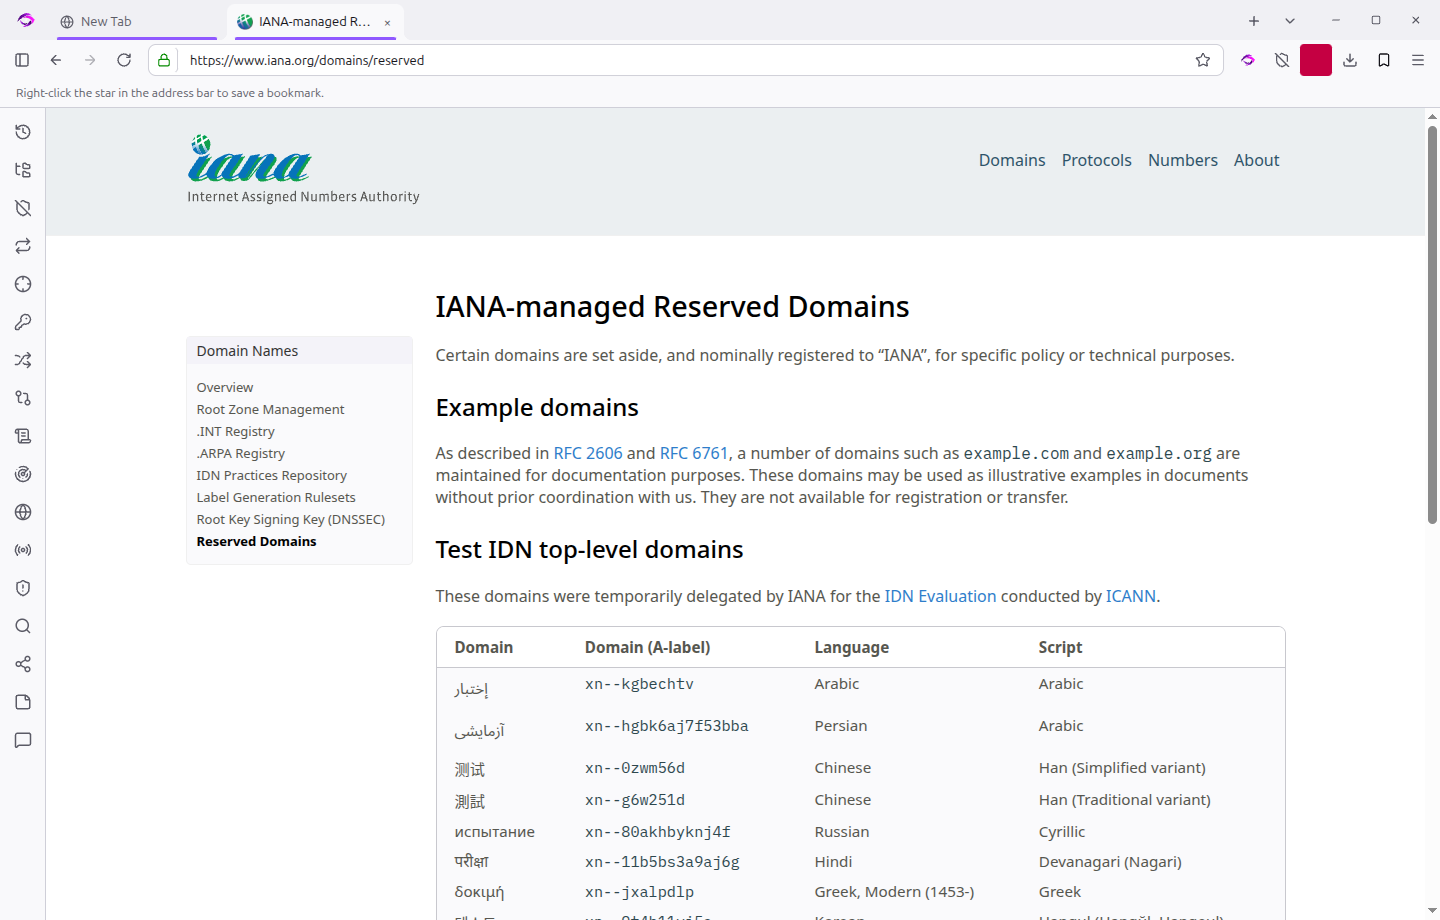 New Tab
IANA-managed R...
https://www.iana.org/domains/reserved
Right-click the star in the address bar to save a bookmark.
iana
Internet Assigned Numbers Authority
Domains Protocols Numbers About
Domain Names
Overview
Root Zone Management
.INT Registry
.ARPA Registry
IDN Practices Repository
Label Generation Rulesets
Root Key Signing Key (DNSSEC)
Reserved Domains
IANA-managed Reserved Domains
Certain domains are set aside, and nominally registered to “IANA”, for specific policy or technical purposes.
Example domains
As described in RFC 2606 and RFC 6761, a number of domains such as example.com and example.org are
maintained for documentation purposes. These domains may be used as illustrative examples in documents
without prior coordination with us. They are not available for registration or transfer.
Test IDN top-level domains
These domains were temporarily delegated by IANA for the IDN Evaluation conducted by ICANN.
Domain Domain (A-label) Language Script
إختبار xn--kgbechtv Arabic Arabic
آزمایشی xn--hgbk6aj7f53bba Persian Arabic
测试 xn--0zwm56d Chinese Han (Simplified variant)
測試 xn--g6w251d Chinese Han (Traditional variant)
испытание xn--80akhbyknj4f Russian Cyrillic
परीक्षा xn--11b5bs3a9aj6g Hindi Devanagari (Nagari)
δοκιμή xn--jxalpdlp Greek, Modern (1453-) Greek